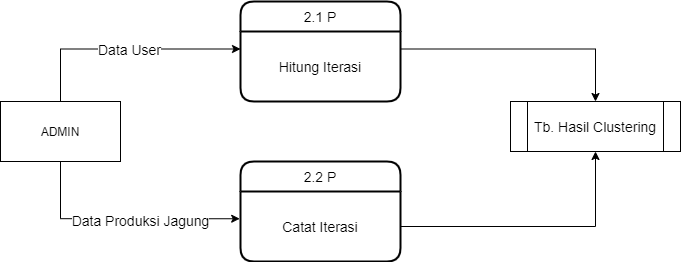 2.1 P
Data User
Hitung Iterasi
ADMIN
Tb. Hasil Clustering
2.2 P
Data Produksi Jagung
Catat Iterasi